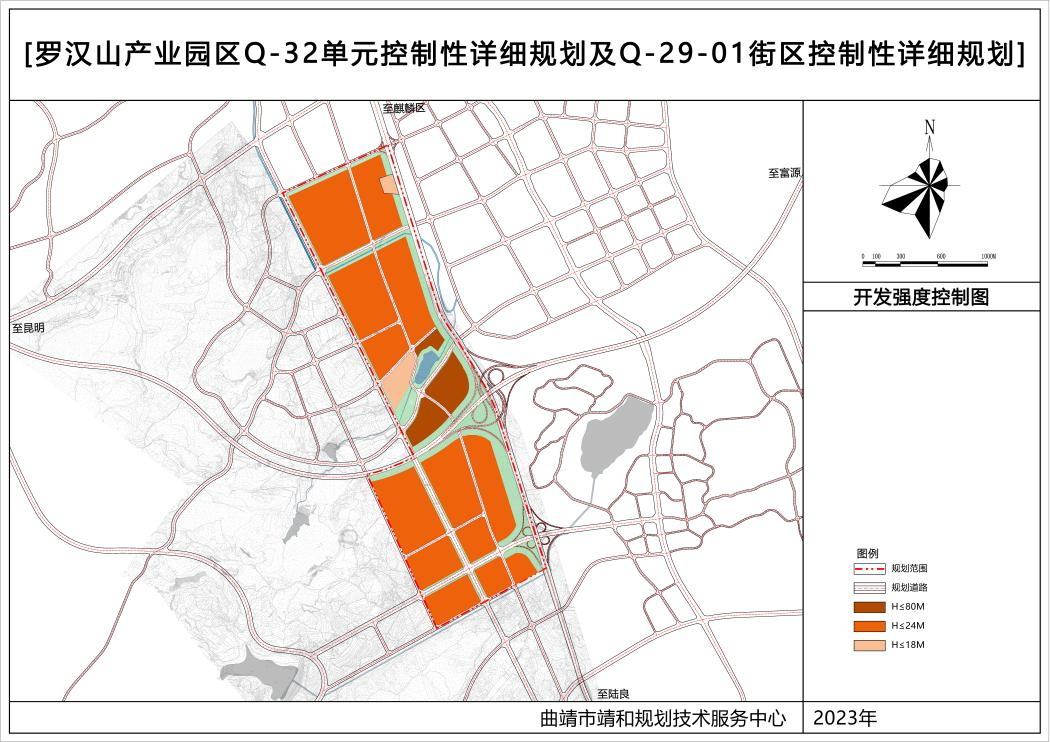 [罗汉山产业园区Q-32单元控制性详细规划及Q-29-01街区控制性详细规划]
至麒麟区
N
至富源
0 100 300 600 1000M
开发强度控制图
至昆明
图例
规划范围
规划道路
H≤80M
H≤24M
H≤18M
至陆良
曲靖市靖和规划技术服务中心
2023年